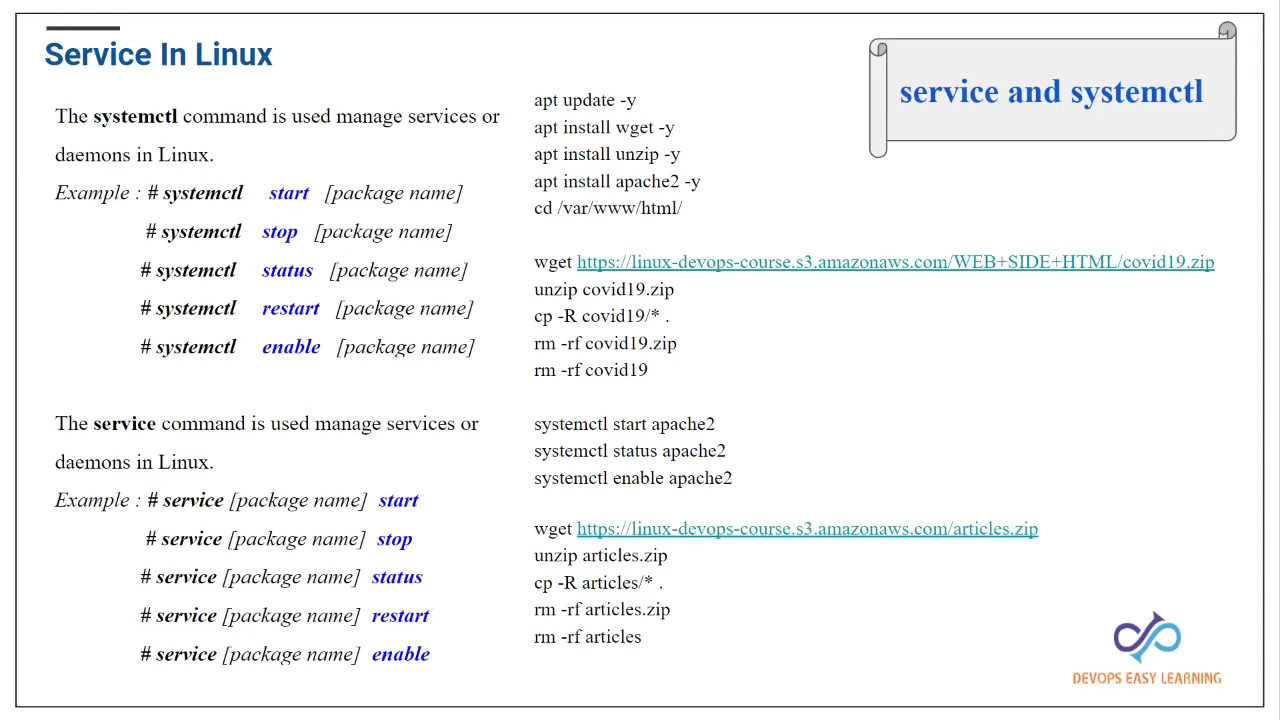 Service In Linux
service and systemctl
The systemctl command is used manage services or
daemons in Linux.
Example : # systemctl start [package name]
# systemctl stop [package name]
# systemctl status [package name]
# systemctl restart [package name]
# systemctl enable [package name]
The service command is used manage services or
daemons in Linux.
Example : # service [package name] start
# service [package name] stop
# service [package name] status
# service [package name] restart
# service [package name] enable
apt update -y
apt install wget -y
apt install unzip -y
apt install apache2 -y
cd /var/www/html/
wget https://linux-devops-course.s3.amazonaws.com/WEB+SIDE+HTML/covid19.zip
unzip covid19.zip
cp -R covid19/* .
rm -rf covid19.zip
rm -rf covid19
systemctl start apache2
systemctl status apache2
systemctl enable apache2
wget https://linux-devops-course.s3.amazonaws.com/articles.zip
unzip articles.zip
cp -R articles/* .
rm -rf articles.zip
rm -rf articles
DEVOPS EASY LEARNING